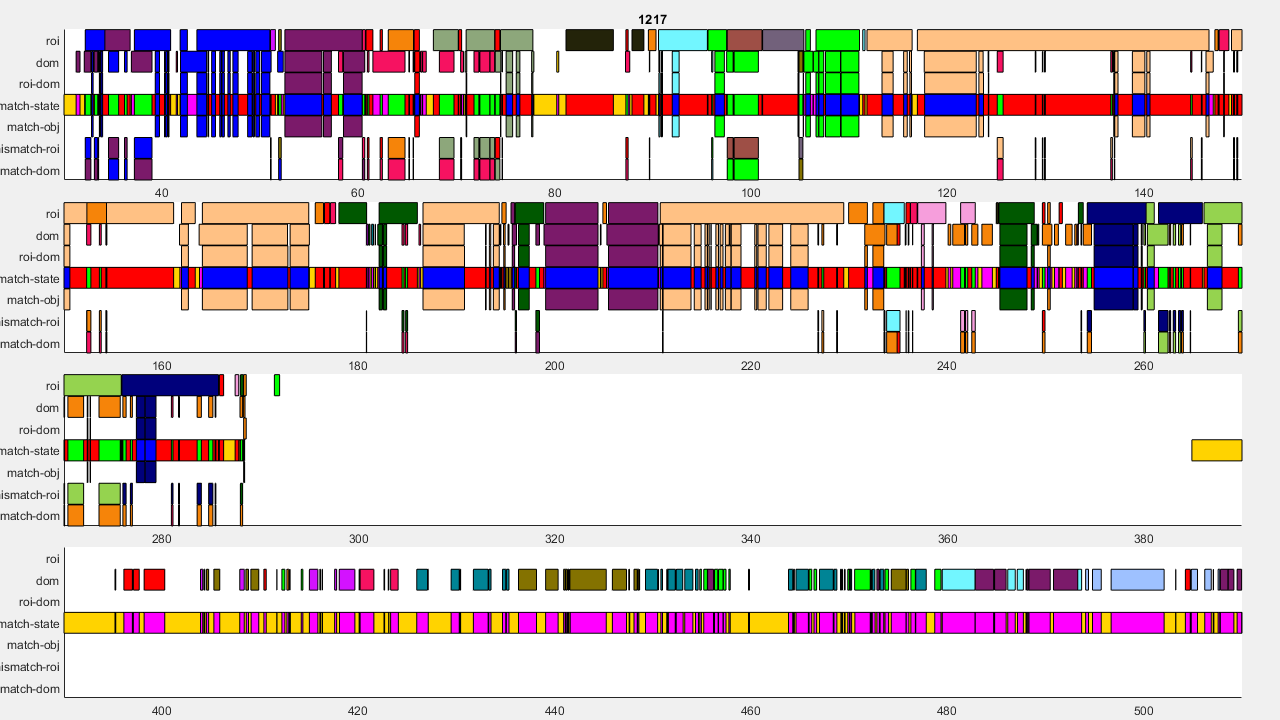 1217
roi
dom
roi-dom
match-state
match-obj
ismatch-roi
match-dom
40 60 80 100 120 140
roi
dom
roi-dom
match-state
match-obj
ismatch-roi
match-dom
160 180 200 220 240 260
roi
dom
roi-dom
match-state
match-obj
ismatch-roi
match-dom
280 300 320 340 360 380
roi
dom
roi-dom
match-state
match-obj
ismatch-roi
match-dom
400 420 440 460 480 500